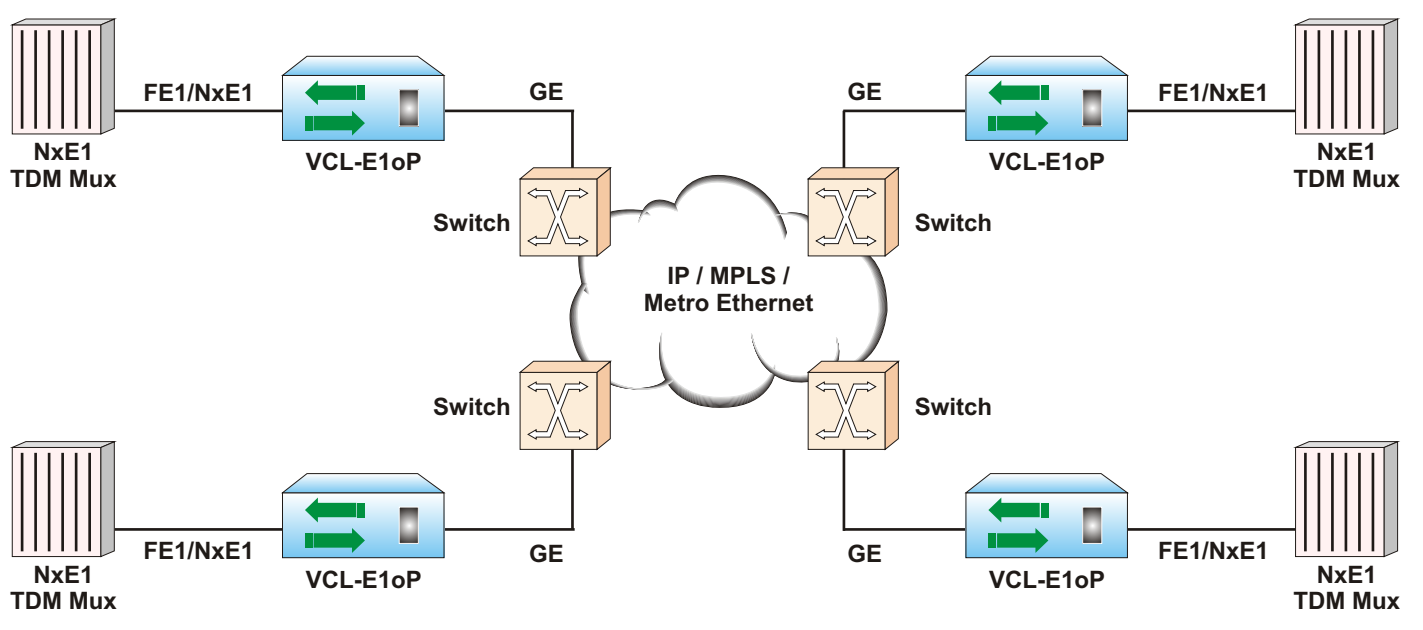 FE1/NxE1
GE
GE
FE1/NxE1
NxE1
TDM Mux
VCL-E1oP
VCL-E1oP
NxE1
TDM Mux
Switch
Switch
IP / MPLS /
Metro Ethernet
Switch
Switch
FE1/NxE1
GE
GE
FE1/NxE1
NxE1
TDM Mux
VCL-E1oP
VCL-E1oP
NxE1
TDM Mux